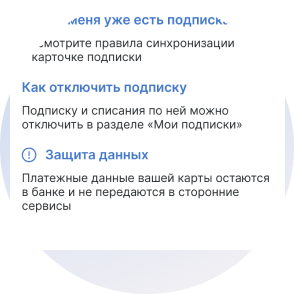 меня уже есть подписка
смотрите правила синхронизации
карточке подписки
Как отключить подписку
Подписку и списания по ней можно
отключить в разделе «Мои подписки»
Защита данных
Платежные данные вашей карты остаются
в банке и не передаются в сторонние
сервисы